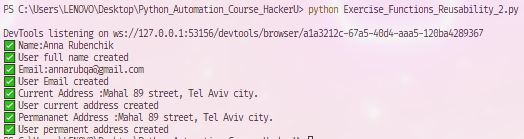 PS C:\Users\LENOVO\Desktop\Python_Automation_Course_HackerU> python Exercise_Functions_Reusability_2.py
DevTools listening on ws://127.0.0.1:53156/devtools/browser/a1a3212c-67a5-40d4-aaa5-120ba4289367
✅ Name:Anna Rubenchik
✅ User full name created
✅ Email:annarubqa@gmail.com
✅ User Email created
✅ Current Address :Mahal 89 street, Tel Aviv city.
✅ User current address created
✅ Permananet Address :Mahal 89 street, Tel Aviv city.
✅ User permanent address created